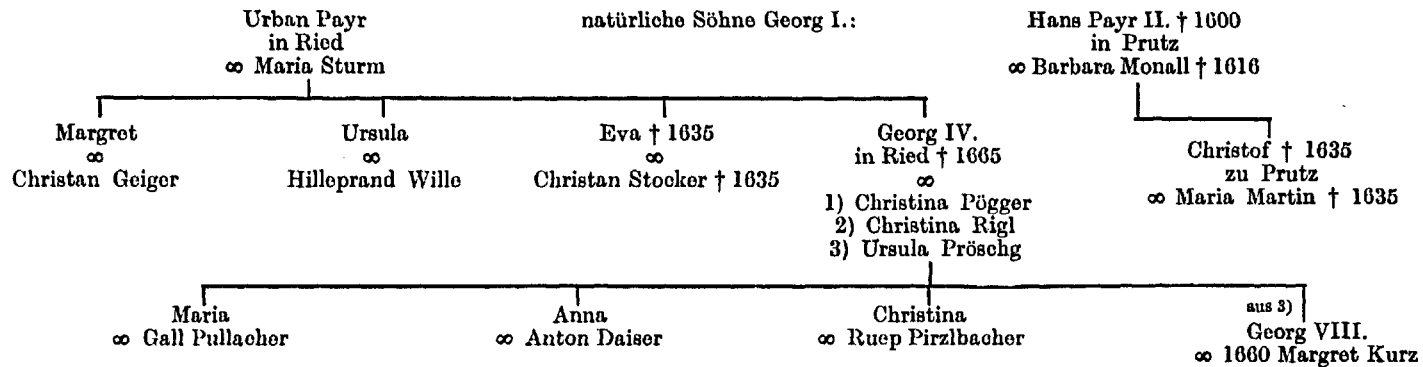 Urban Payr
in Ried
∞ Maria Sturm
natürliche Söhne Georg I.:
Hans Payr II. † 1600
in Prutz
∞ Barbara Monall † 1616
Margret
∞
Christan Geiger
Ursula
∞
Hilleprand Wille
Eva † 1635
∞
Christan Stocker † 1635
Georg IV.
in Ried † 1665
∞
1) Christina Pögger
2) Christina Rigl
3) Ursula Pröschg
Christof † 1635
zu Prutz
∞ Maria Martin † 1635
Maria
∞ Gall Pullacher
Anna
∞ Anton Daiser
Christina
∞ Ruep Pirzlbacher
aus 3)
Georg VIII.
∞ 1660 Margret Kurz